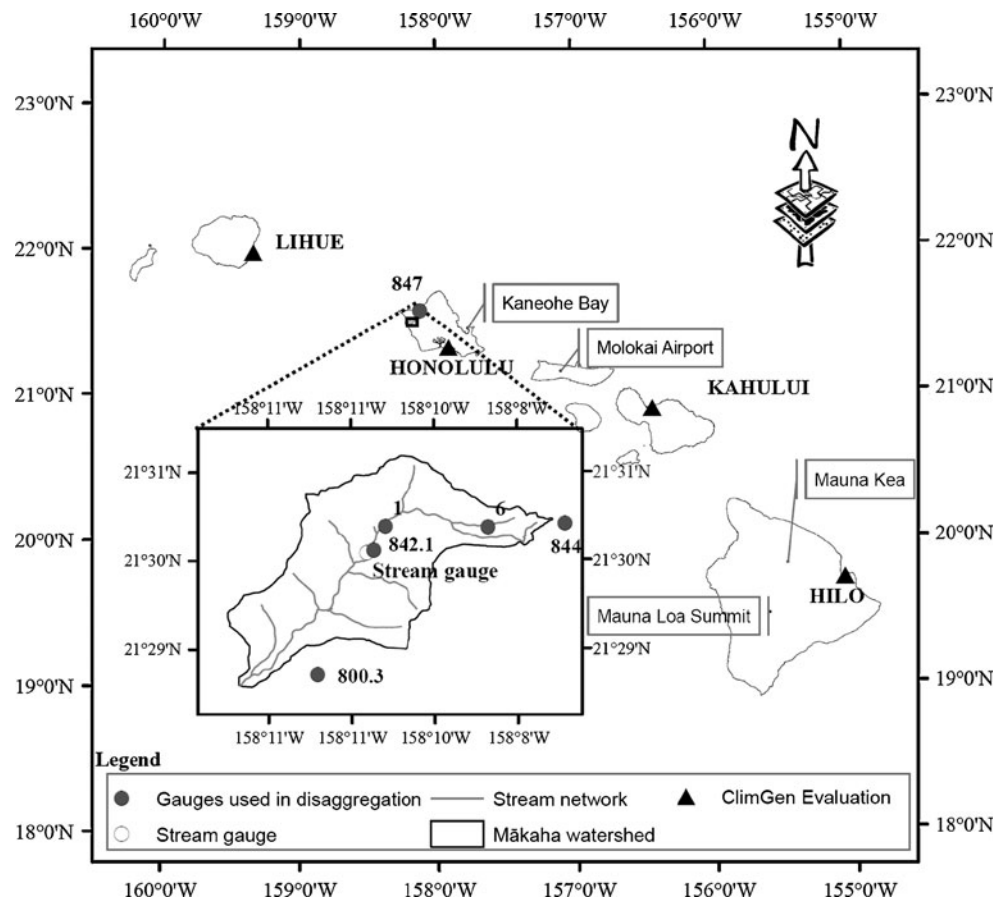 160°0'W 159°0'W 158°0'W 157°0'W 156°0'W 155°0'W
23°0'N 23°0'N
N
22°0'N LIHUE 22°0'N
847
Kaneohe Bay
Molokai Airport
HONOLULU
KAHULUI
21°0'N 21°0'N
158°11'W 158°11'W 158°10'W 158°8'W
21°31'N 21°31'N
Mauna Kea
1 6
842.1 844
20°0'N 20°0'N
21°30'N 21°30'N
Stream gauge
HILO
Mauna Loa Summit
21°29'N 21°29'N
800.3
19°0'N 19°0'N
158°11'W 158°11'W 158°10'W 158°8'W
Legend
Gauges used in disaggregation Stream network ClimGen Evaluation
Stream gauge Mākaha watershed
18°0'N 18°0'N
160°0'W 159°0'W 158°0'W 157°0'W 156°0'W 155°0'W